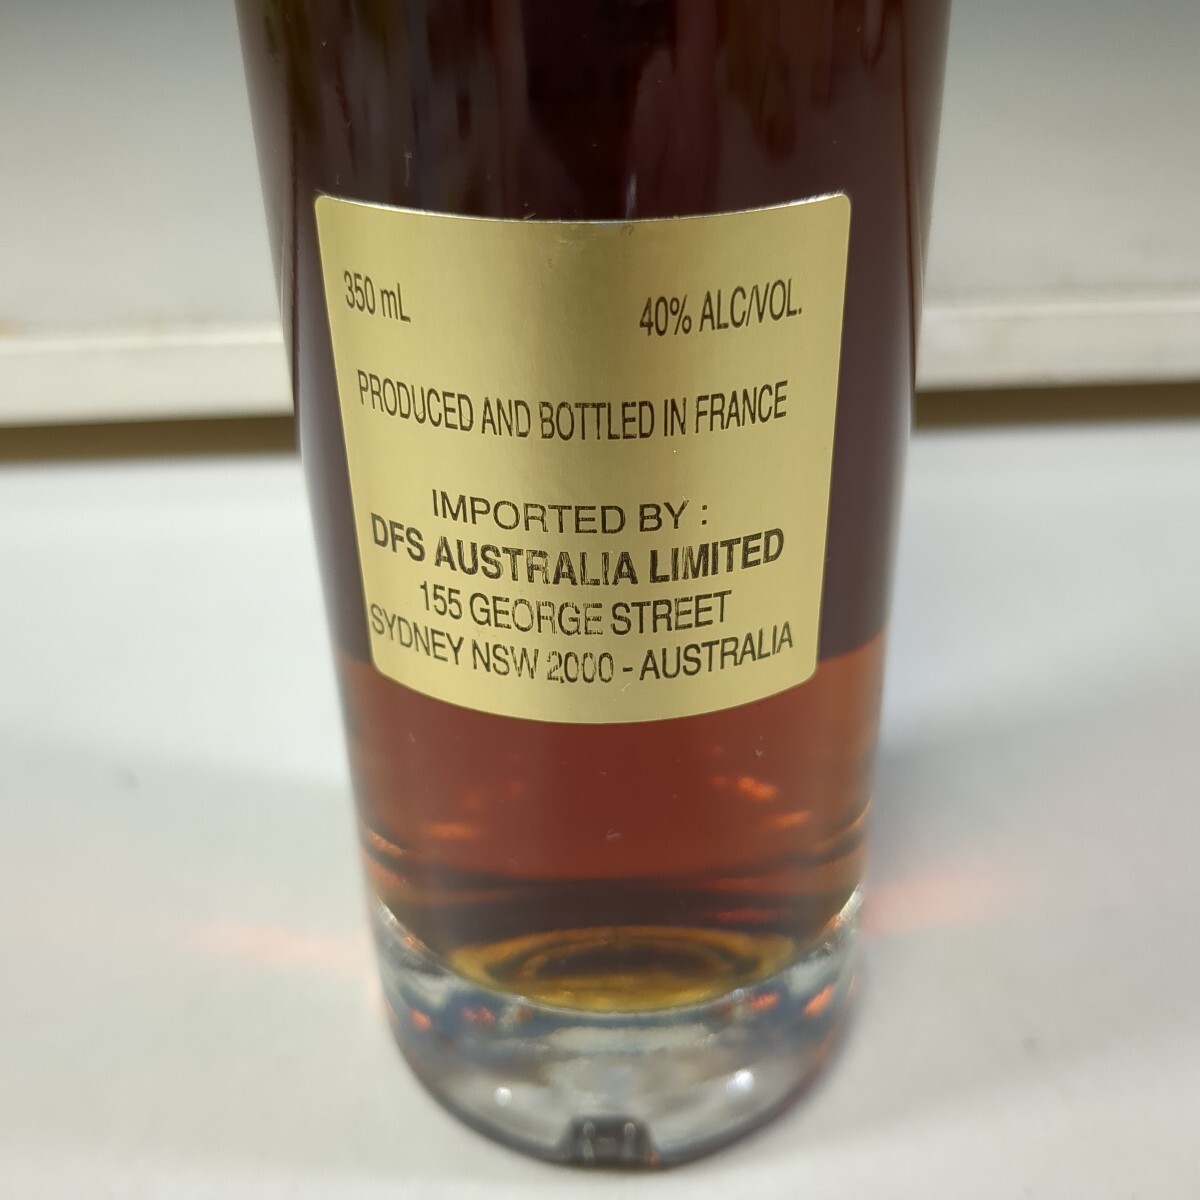 350 mL 40% ALC/VOL.
PRODUCED AND BOTTLED IN FRANCE
IMPORTED BY :
DFS AUSTRALIA LIMITED
155 GEORGE STREET
SYDNEY NSW 2000 - AUSTRALIA